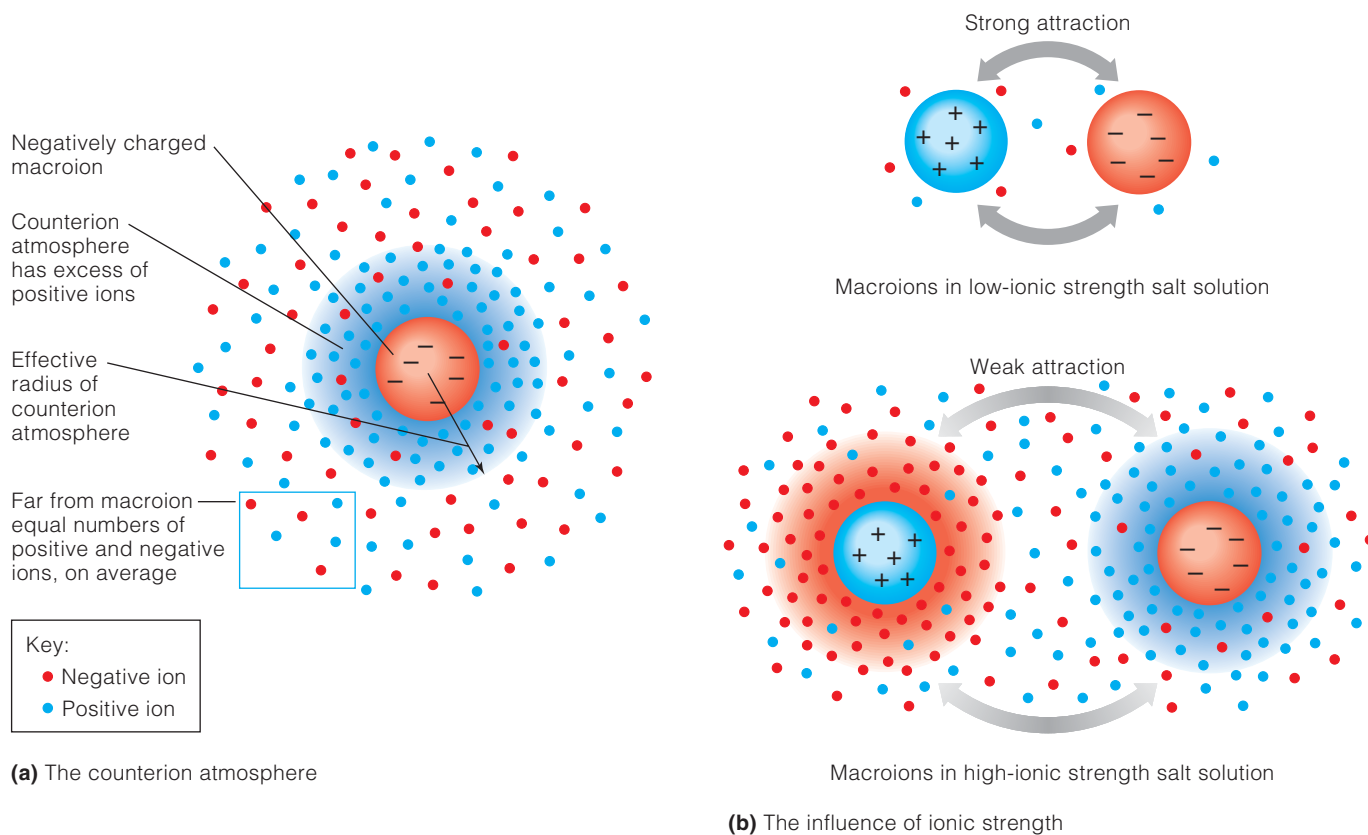 Negatively charged
macroion
Counterion
atmosphere
has excess of
positive ions
Effective
radius of
counterion
atmosphere
Far from macroion
equal numbers of
positive and negative
ions, on average
Key:
Negative ion
Positive ion
(a) The counterion atmosphere
Strong attraction
Macroions in low-ionic strength salt solution
Weak attraction
Macroions in high-ionic strength salt solution
(b) The influence of ionic strength